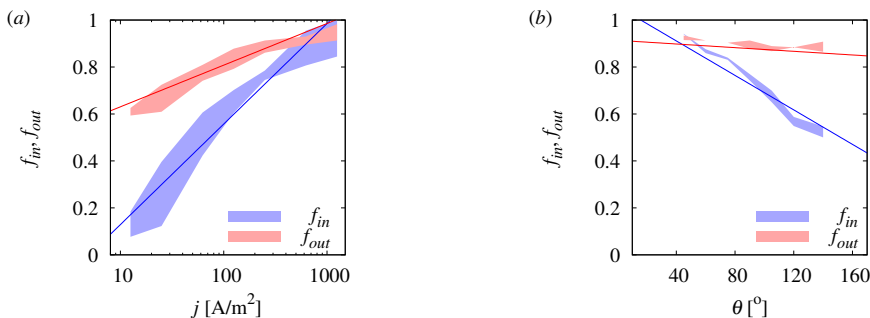 (a)
1
0.8
0.6
0.4
0.2
0
f_in, f_out
10
100
1000
j [A/m²]
f_in
f_out
(b)
1
0.8
0.6
0.4
0.2
0
f_in, f_out
40
80
120
160
θ [°]
f_in
f_out